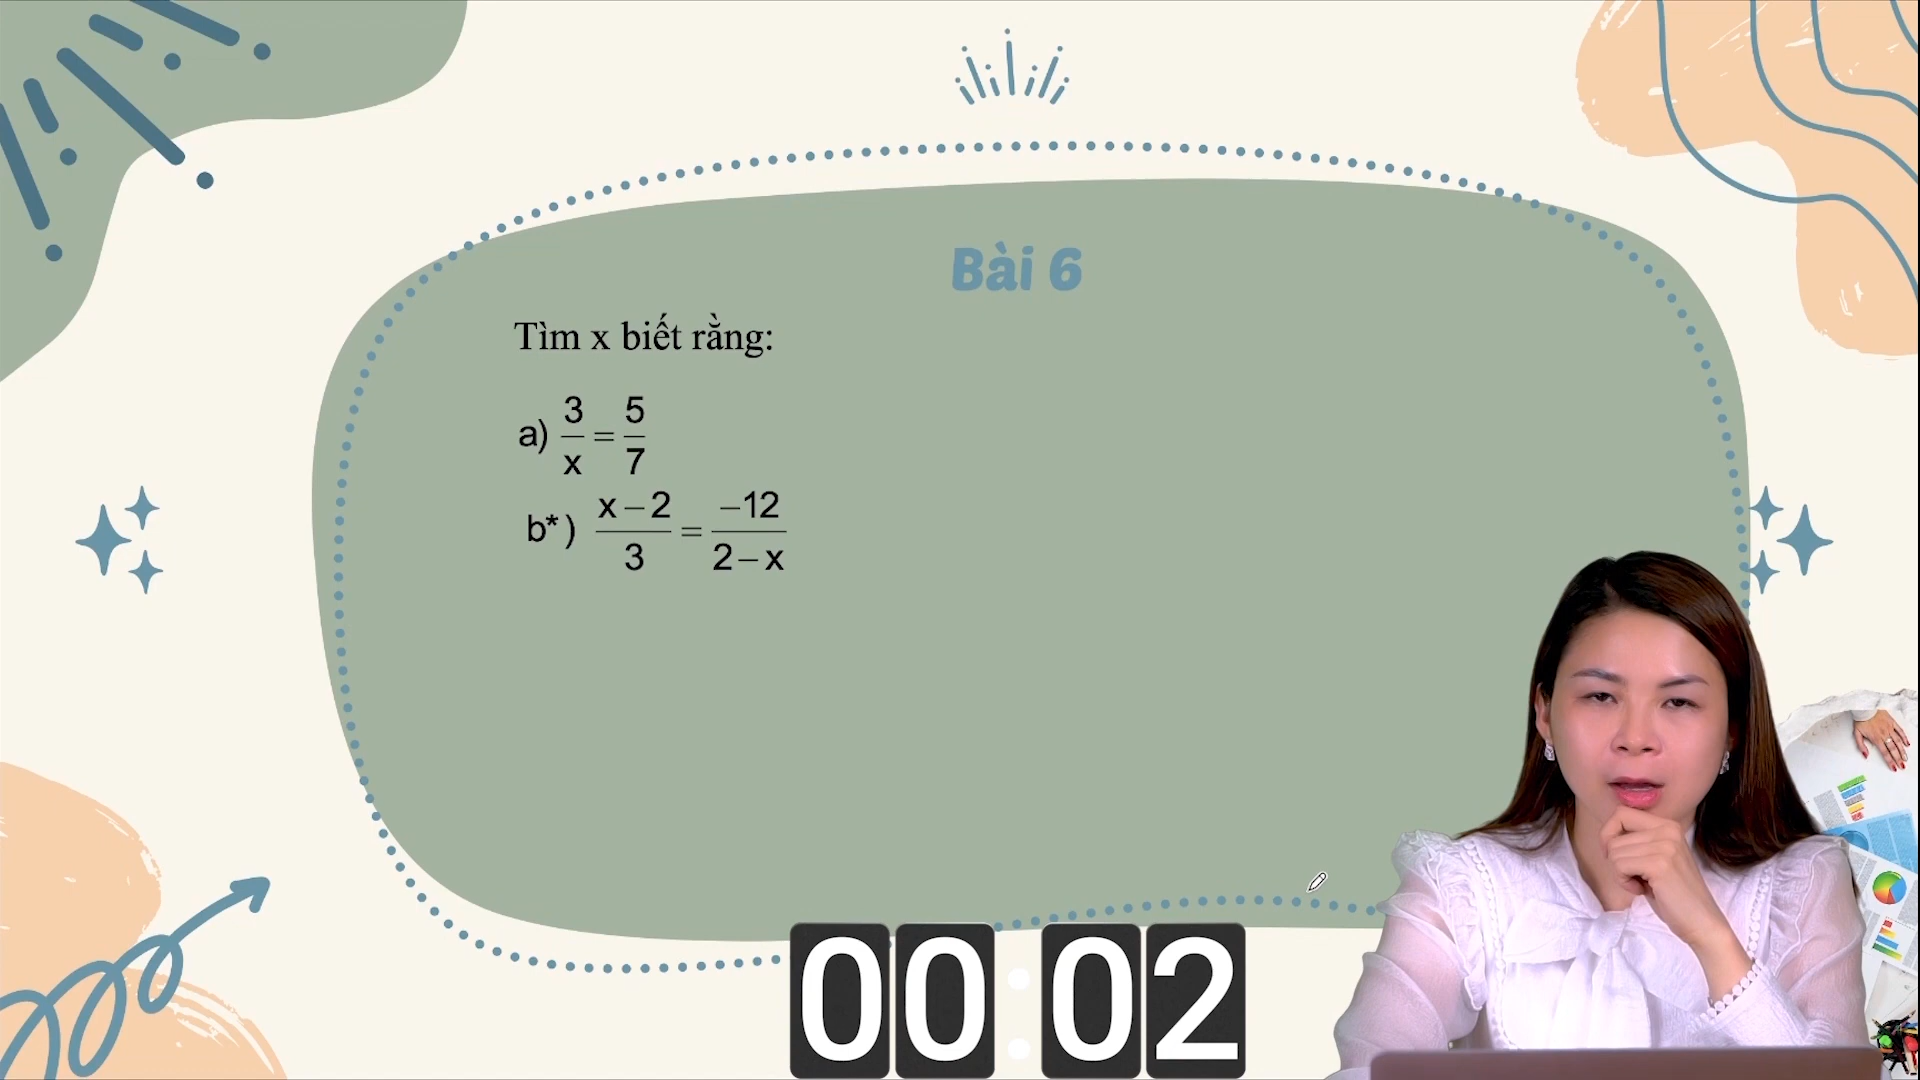 Bài 6
Tìm x biết rằng:
a) 3/x = 5/7
b*) x–2/3 = –12/2–x
00:02